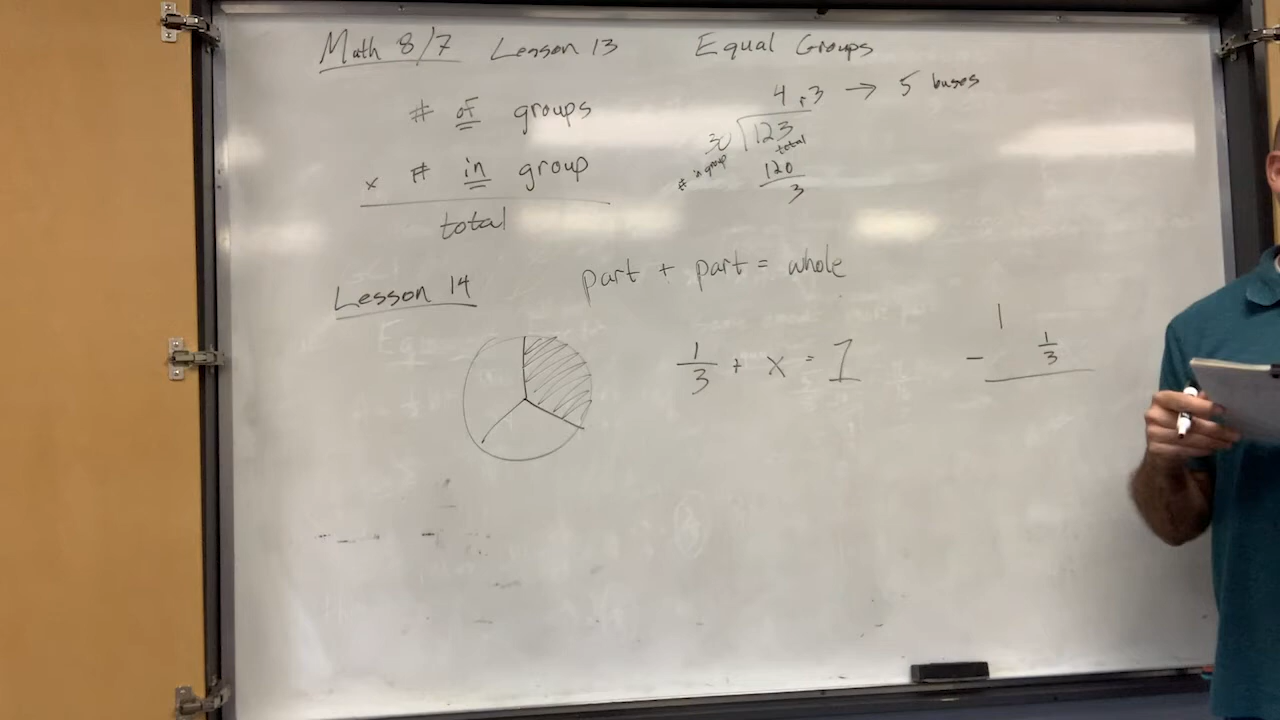 Math 8/7 Lesson 13 Equal Groups
# of groups
x # in group
total
4 r3 → 5 buses
30 123
# in group total
120
3
Lesson 14
part + part = whole
1/3 + x = 1
1
- 1/3